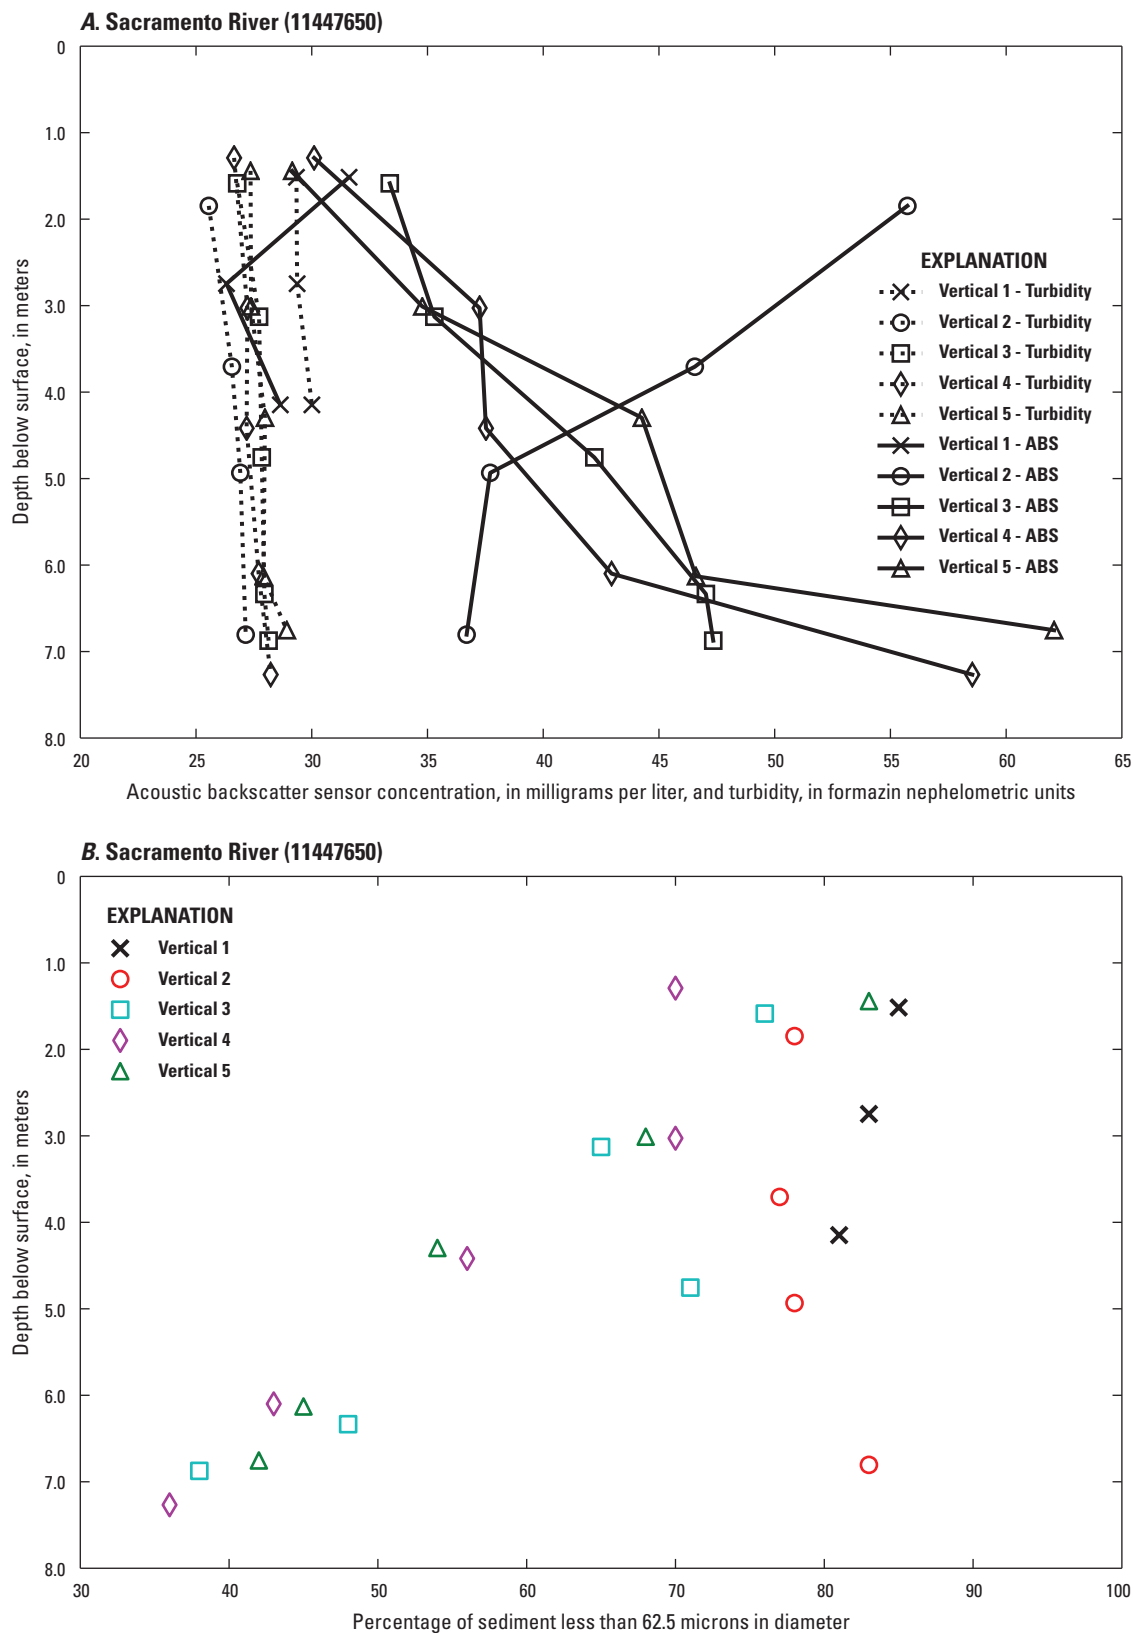 A. Sacramento River (11447650)
0
1.0
2.0
3.0
4.0
5.0
6.0
7.0
8.0
Depth below surface, in meters
EXPLANATION
Vertical 1 - Turbidity
Vertical 2 - Turbidity
Vertical 3 - Turbidity
Vertical 4 - Turbidity
Vertical 5 - Turbidity
Vertical 1 - ABS
Vertical 2 - ABS
Vertical 3 - ABS
Vertical 4 - ABS
Vertical 5 - ABS
20 25 30 35 40 45 50 55 60 65
Acoustic backscatter sensor concentration, in milligrams per liter, and turbidity, in formazin nephelometric units
B. Sacramento River (11447650)
0
1.0
2.0
3.0
4.0
5.0
6.0
7.0
8.0
Depth below surface, in meters
EXPLANATION
Vertical 1
Vertical 2
Vertical 3
Vertical 4
Vertical 5
30 40 50 60 70 80 90 100
Percentage of sediment less than 62.5 microns in diameter